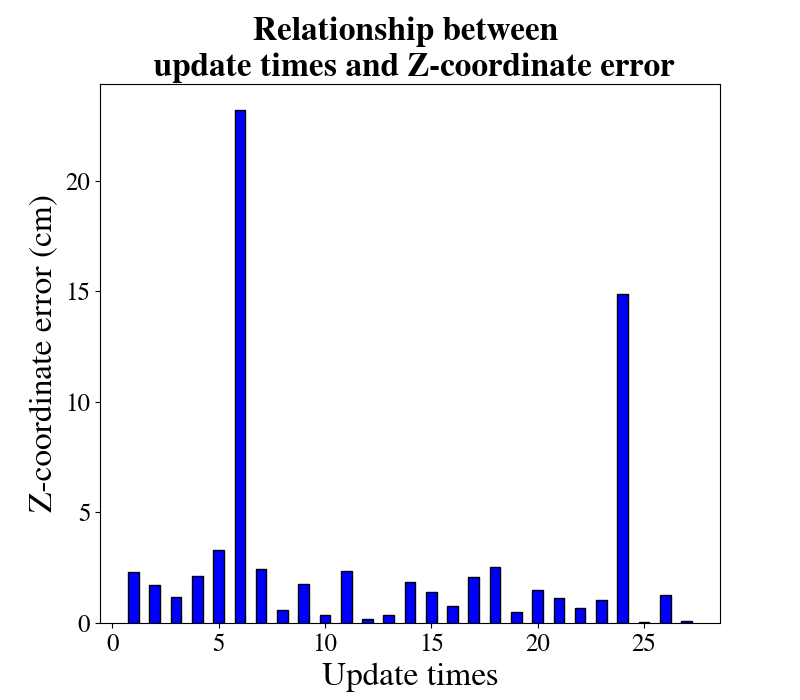 Relationship between
update times and Z-coordinate error
Z-coordinate error (cm)
20
15
10
5
0
0 5 10 15 20 25
Update times